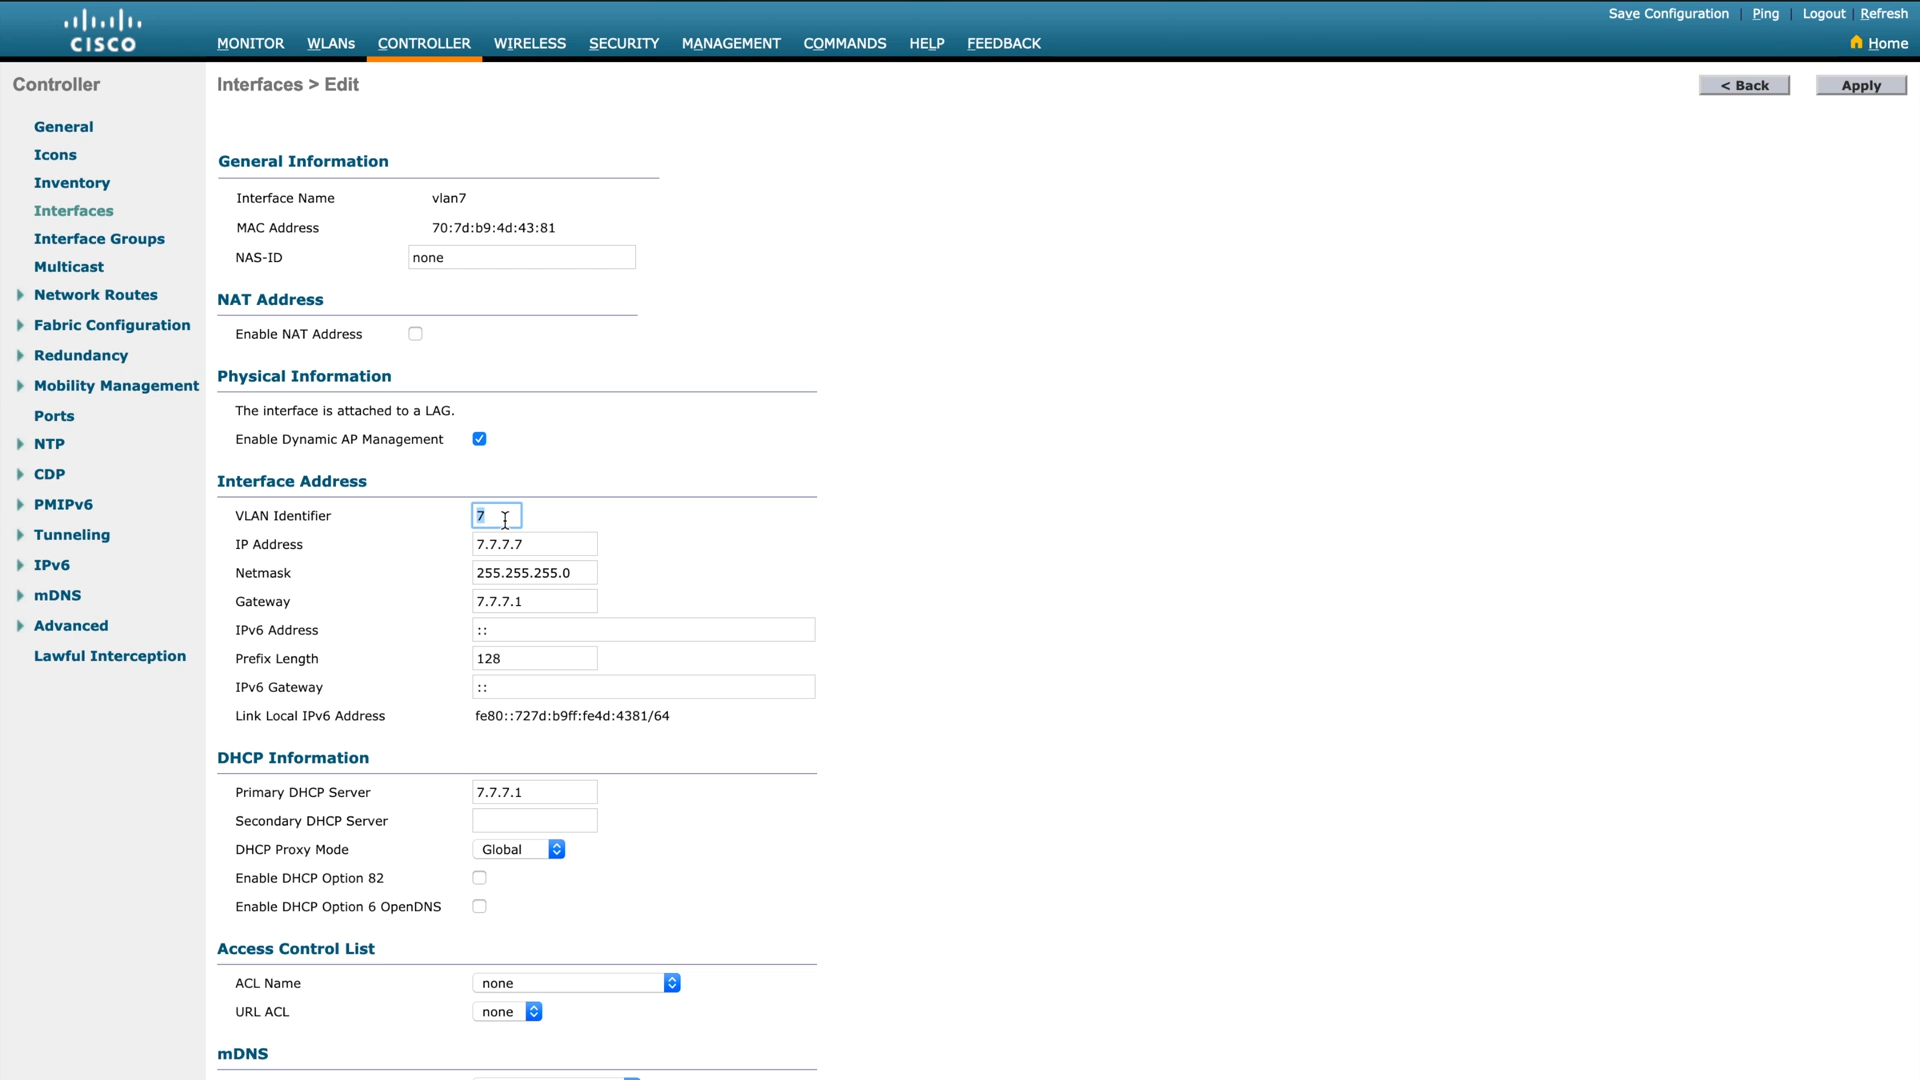 Save Configuration | Ping | Logout | Refresh
CISCO
MONITOR WLANs CONTROLLER WIRELESS SECURITY MANAGEMENT COMMANDS HELP FEEDBACK
Home
Controller
General
Icons
Inventory
Interfaces
Interface Groups
Multicast
Network Routes
Fabric Configuration
Redundancy
Mobility Management
Ports
NTP
CDP
PMIPv6
Tunneling
IPv6
mDNS
Advanced
Lawful Interception
Interfaces > Edit
< Back Apply
General Information
Interface Name vlan7
MAC Address 70:7d:b9:4d:43:81
NAS-ID none
NAT Address
Enable NAT Address
Physical Information
The interface is attached to a LAG.
Enable Dynamic AP Management
Interface Address
VLAN Identifier 7
IP Address 7.7.7.7
Netmask 255.255.255.0
Gateway 7.7.7.1
IPv6 Address ::
Prefix Length 128
IPv6 Gateway ::
Link Local IPv6 Address fe80::727d:b9ff:fe4d:4381/64
DHCP Information
Primary DHCP Server 7.7.7.1
Secondary DHCP Server
DHCP Proxy Mode Global
Enable DHCP Option 82
Enable DHCP Option 6 OpenDNS
Access Control List
ACL Name none
URL ACL none
mDNS